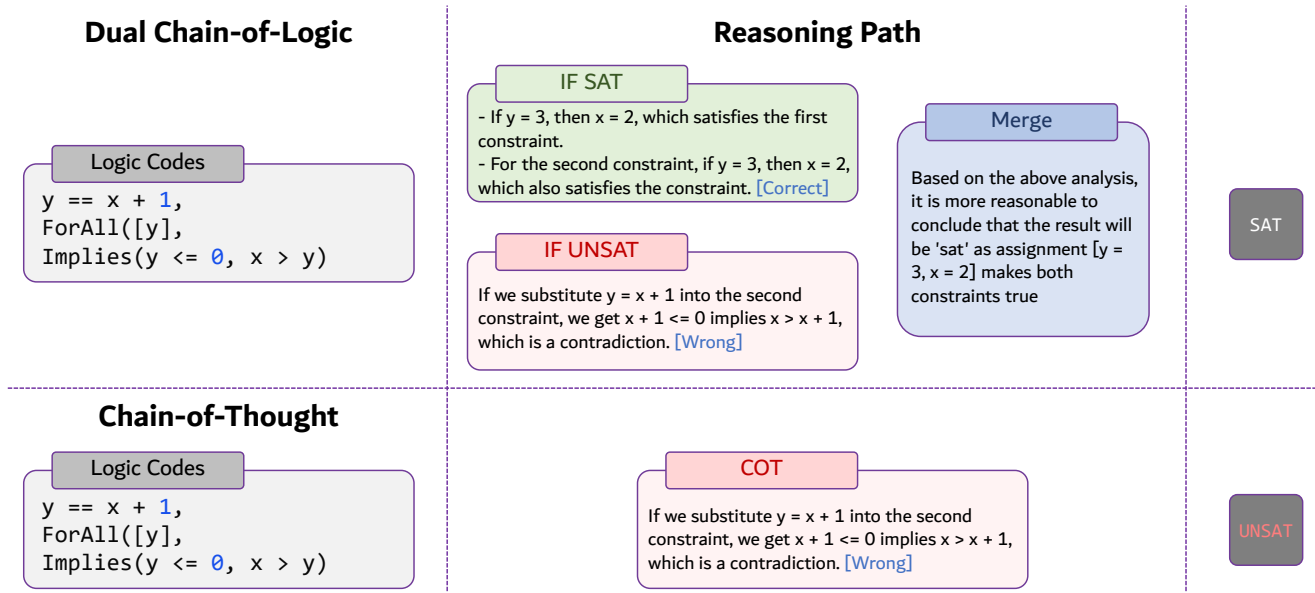 Dual Chain-of-Logic
Reasoning Path
Logic Codes
y == x + 1,
ForAll([y],
Implies(y <= 0, x > y)
IF SAT
- If y = 3, then x = 2, which satisfies the first
constraint.
- For the second constraint, if y = 3, then x = 2,
which also satisfies the constraint. [Correct]
IF UNSAT
If we substitute y = x + 1 into the second
constraint, we get x + 1 <= 0 implies x > x + 1,
which is a contradiction. [Wrong]
Merge
Based on the above analysis,
it is more reasonable to
conclude that the result will
be 'sat' as assignment [y =
3, x = 2] makes both
constraints true
SAT
Chain-of-Thought
Logic Codes
y == x + 1,
ForAll([y],
Implies(y <= 0, x > y)
COT
If we substitute y = x + 1 into the second
constraint, we get x + 1 <= 0 implies x > x + 1,
which is a contradiction. [Wrong]
UNSAT